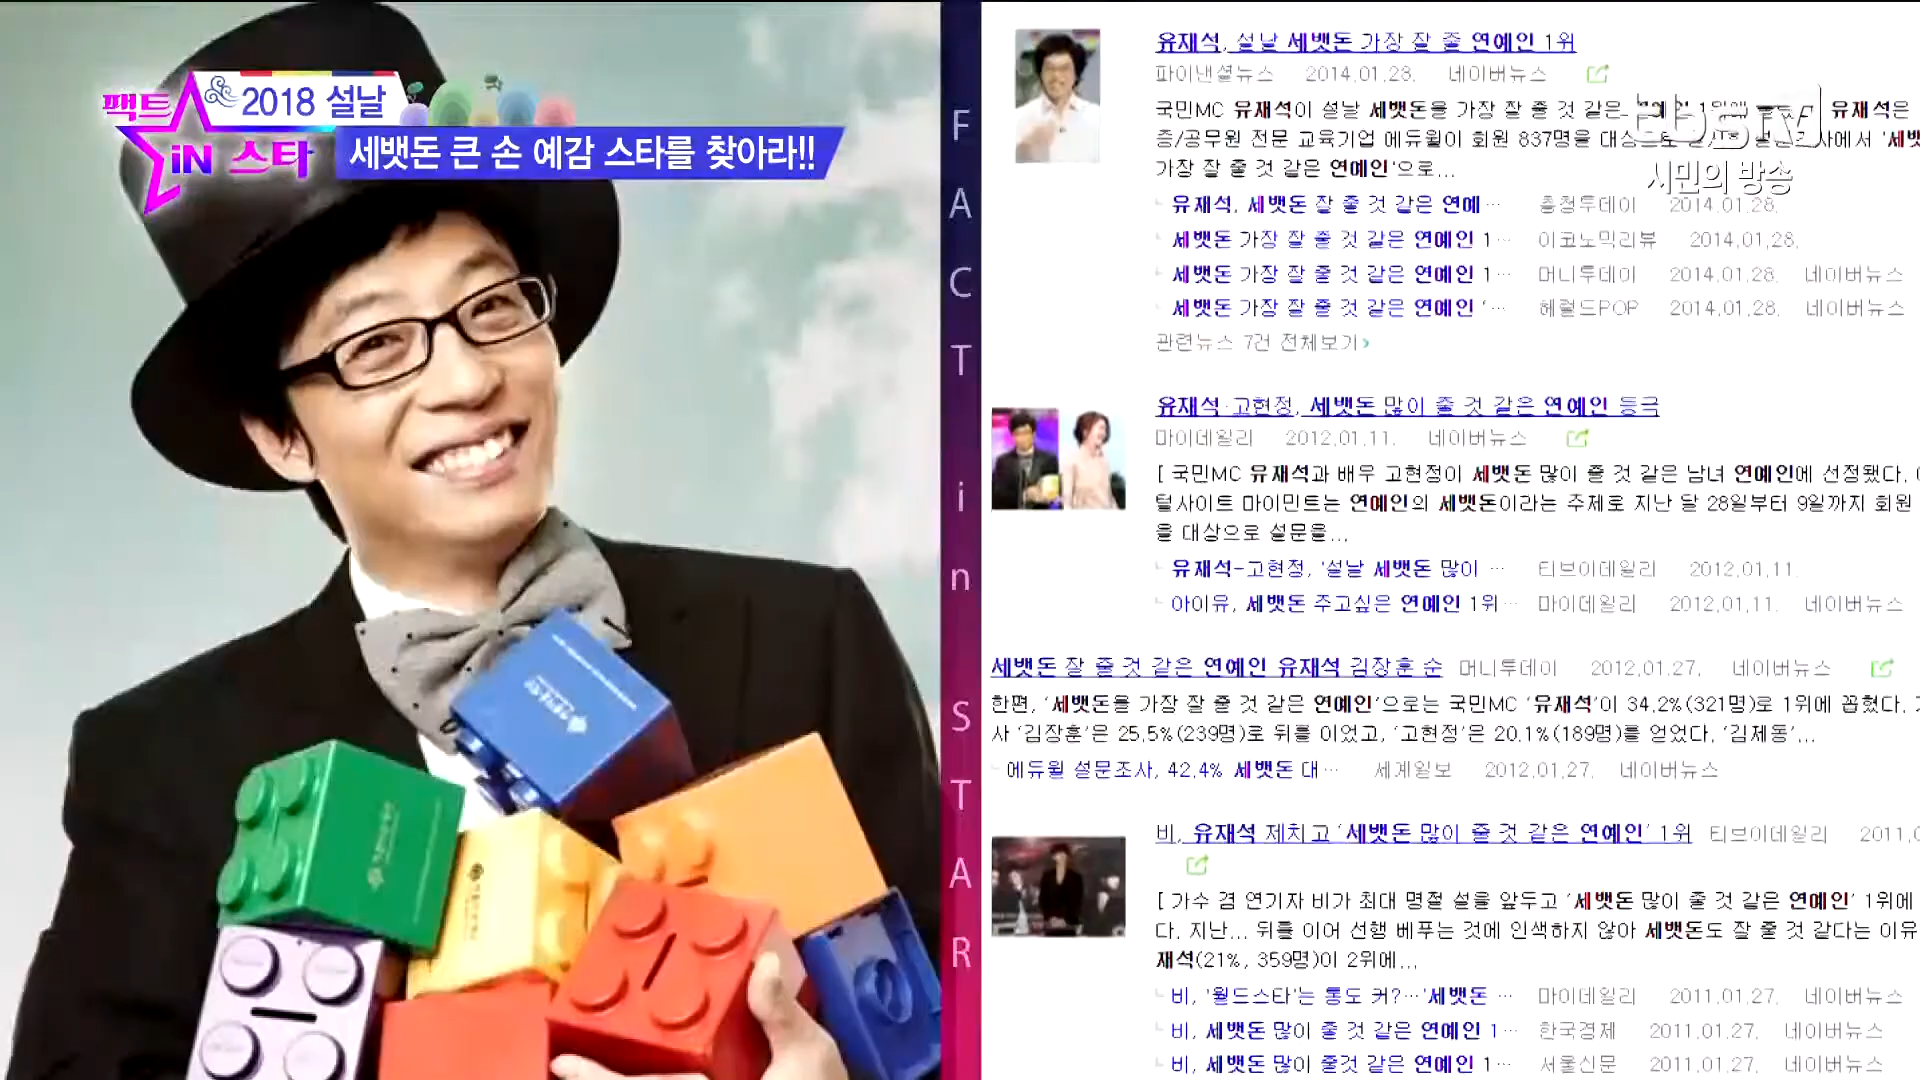 팩트 iN 스타
2018 설날
세뱃돈 큰 손 예감 스타를 찾아라!!
FACT in STAR
tbs TV
시민의 방송
유재석, 설날 세뱃돈 가장 잘 줄 연예인 1위
파이낸셜뉴스 2014.01.28. 네이버뉴스
국민MC 유재석이 설날 세뱃돈을 가장 잘 줄 것 같은 유재석은
증/공무원 전문 교육기업 에듀윌이 회원 837명을 대상 사에서 '세뱃
가장 잘 줄 것 같은 연예인'으로...
유재석, 세뱃돈 잘 줄 것 같은 연예… 충청투데이 2014.01.28.
세뱃돈 가장 잘 줄 것 같은 연예인 1… 이코노믹리뷰 2014.01.28.
세뱃돈 가장 잘 줄 것 같은 연예인 1… 머니투데이 2014.01.28. 네이버뉴스
세뱃돈 가장 잘 줄 것 같은 연예인 '… 헤럴드POP 2014.01.28. 네이버뉴스
관련뉴스 7건 전체보기>
유재석·고현정, 세뱃돈 많이 줄 것 같은 연예인 등극
마이데일리 2012.01.11. 네이버뉴스
[ 국민MC 유재석과 배우 고현정이 세뱃돈 많이 줄 것 같은 남녀 연예인에 선정됐다.
털사이트 마이민트는 연예인의 세뱃돈이라는 주제로 지난 달 28일부터 9일까지 회원
을 대상으로 설문을...
유재석-고현정, '설날 세뱃돈 많이 … 티브이데일리 2012.01.11.
아이유, 세뱃돈 주고싶은 연예인 1위… 마이데일리 2012.01.11. 네이버뉴스
세뱃돈 잘 줄 것 같은 연예인 유재석 김장훈 순 머니투데이 2012.01.27. 네이버뉴스
한편, '세뱃돈을 가장 잘 줄 것 같은 연예인'으로는 국민MC '유재석'이 34.2%(321명)로 1위에 꼽혔다.
사 '김장훈'은 25.5%(239명)로 뒤를 이었고, '고현정'은 20.1%(189명)를 얻었다. '김제동'...
에듀윌 설문조사, 42.4% 세뱃돈 대… 세계일보 2012.01.27. 네이버뉴스
비, 유재석 제치고 '세뱃돈 많이 줄 것 같은 연예인' 1위 티브이데일리 2011.0
[ 가수 겸 연기자 비가 최대 명절 설을 앞두고 '세뱃돈 많이 줄 것 같은 연예인' 1위에
다. 지난... 뒤를 이어 선행 베푸는 것에 인색하지 않아 세뱃돈도 잘 줄 것 같다는 이유
재석(21%, 359명)이 2위에...
비, '월드스타'는 통도 커?…'세뱃돈 … 마이데일리 2011.01.27. 네이버뉴스
비, 세뱃돈 많이 줄 것 같은 연예인 1… 한국경제 2011.01.27. 네이버뉴스
비, 세뱃돈 많이 줄것 같은 연예인 1… 서울신문 2011.01.27. 네이버뉴스